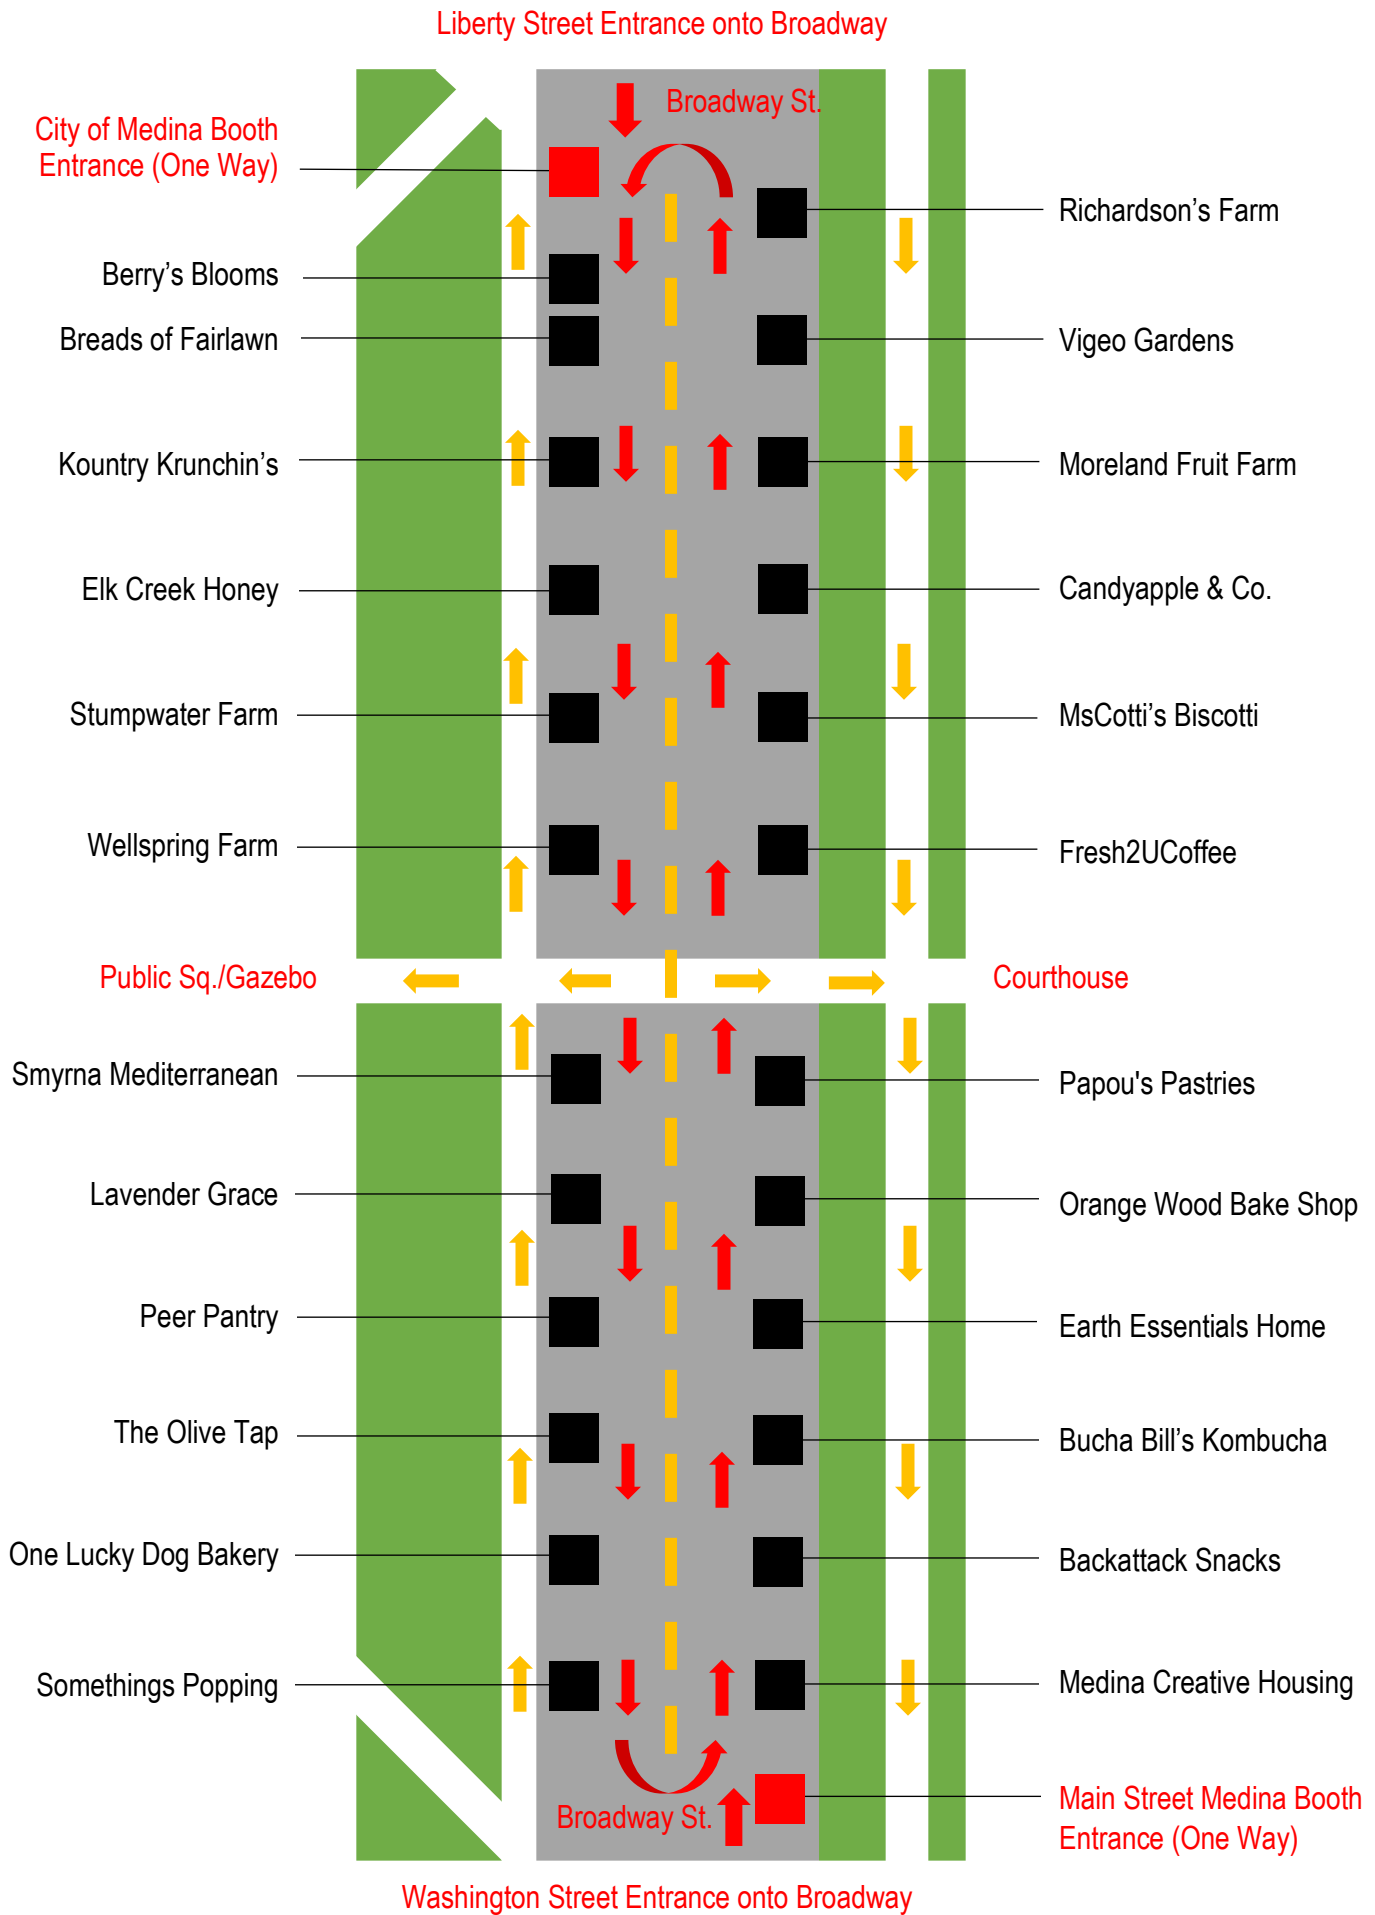 Liberty Street Entrance onto Broadway
Broadway St.
City of Medina Booth
Entrance (One Way)
Richardson’s Farm
Berry’s Blooms
Breads of Fairlawn
Vigeo Gardens
Kountry Krunchin’s
Moreland Fruit Farm
Elk Creek Honey
Candyapple & Co.
Stumpwater Farm
MsCotti’s Biscotti
Wellspring Farm
Fresh2UCoffee
Public Sq./Gazebo
Courthouse
Smyrna Mediterranean
Papou's Pastries
Lavender Grace
Orange Wood Bake Shop
Peer Pantry
Earth Essentials Home
The Olive Tap
Bucha Bill’s Kombucha
One Lucky Dog Bakery
Backattack Snacks
Somethings Popping
Medina Creative Housing
Broadway St.
Main Street Medina Booth
Entrance (One Way)
Washington Street Entrance onto Broadway